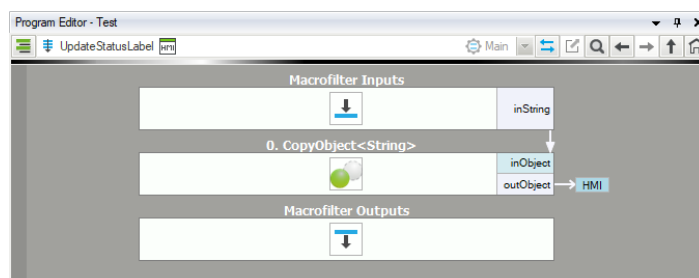 Program Editor - Test
UpdateStatusLabel HMI
Main
Macrofilter Inputs
inString
0. CopyObject<String>
inObject
outObject HMI
Macrofilter Outputs